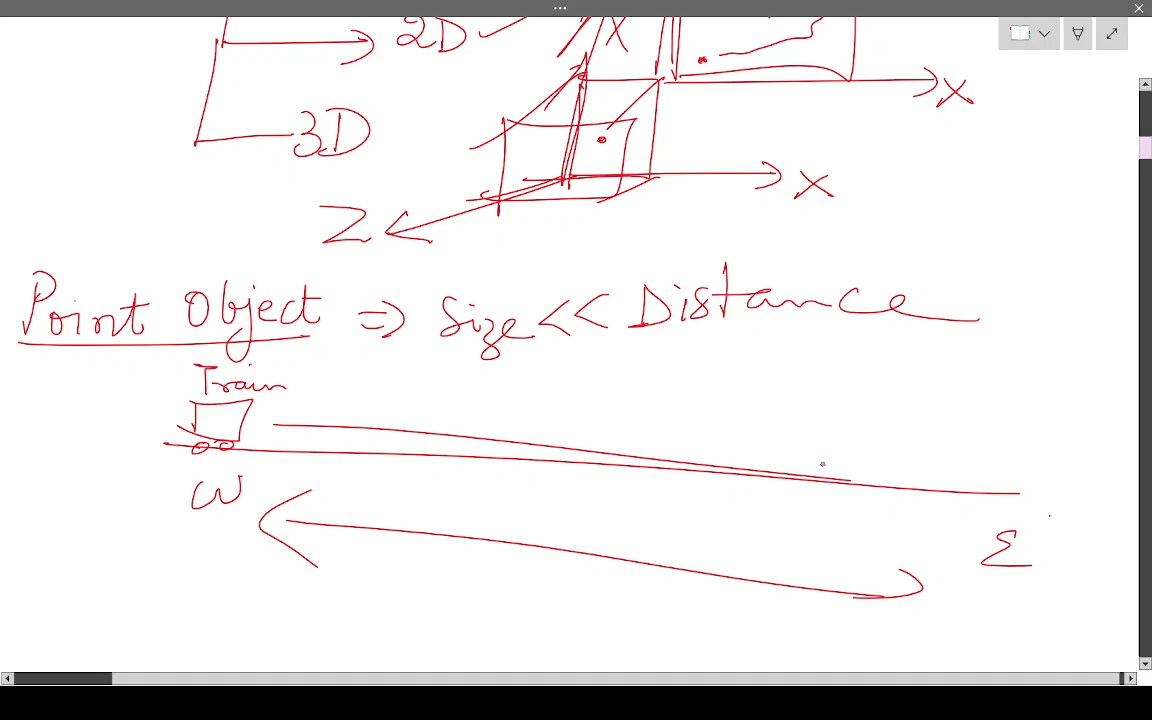 2D
X
3D
X
Z
Point Object ⇒ Size << Distance
Train
W
E